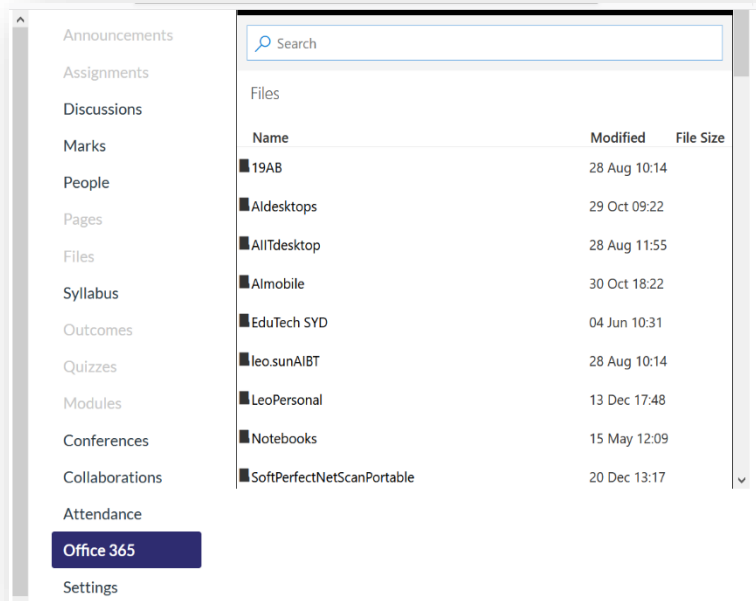 Announcements
Assignments
Discussions
Marks
People
Pages
Files
Syllabus
Outcomes
Quizzes
Modules
Conferences
Collaborations
Attendance
Office 365
Settings
Search
Files
Name Modified File Size
19AB 28 Aug 10:14
AIdesktops 29 Oct 09:22
AIITdesktop 28 Aug 11:55
AImobile 30 Oct 18:22
EduTech SYD 04 Jun 10:31
leo.sunAIBT 28 Aug 10:14
LeoPersonal 13 Dec 17:48
Notebooks 15 May 12:09
SoftPerfectNetScanPortable 20 Dec 13:17